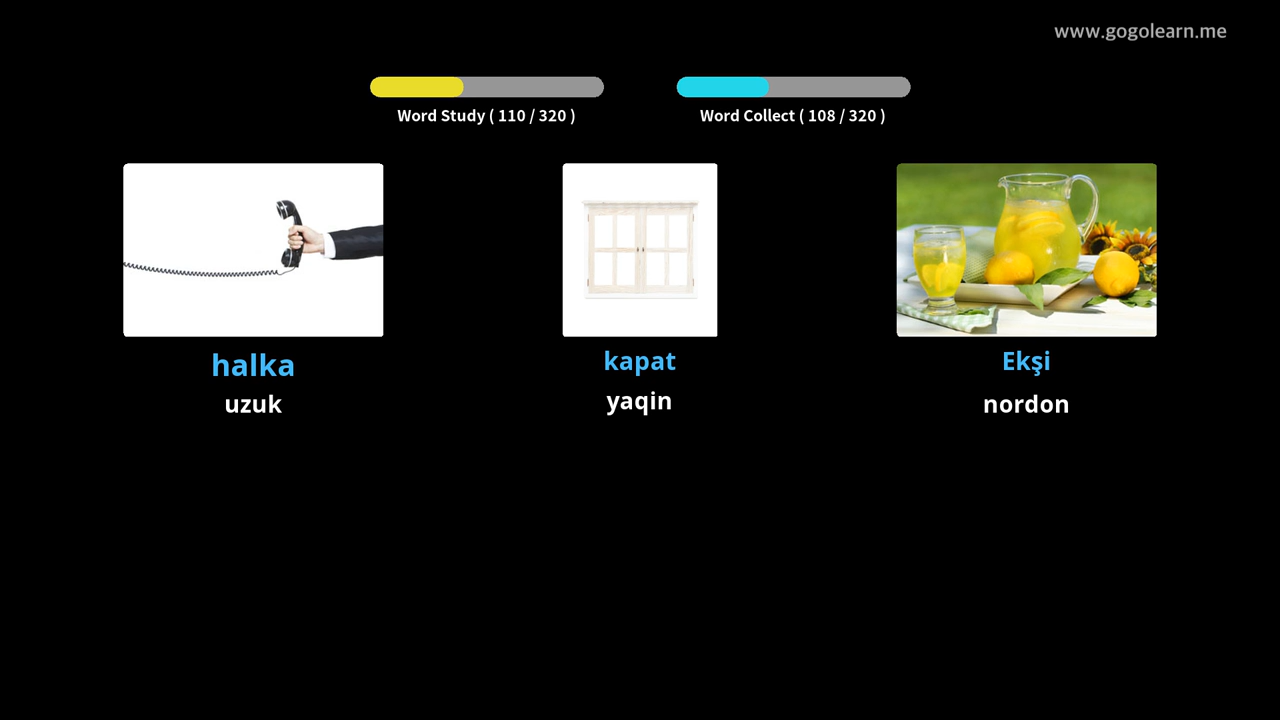 www.gogolearn.me
Word Study ( 110 / 320 )
Word Collect ( 108 / 320 )
halka
uzuk
kapat
yaqin
Ekşi
nordon